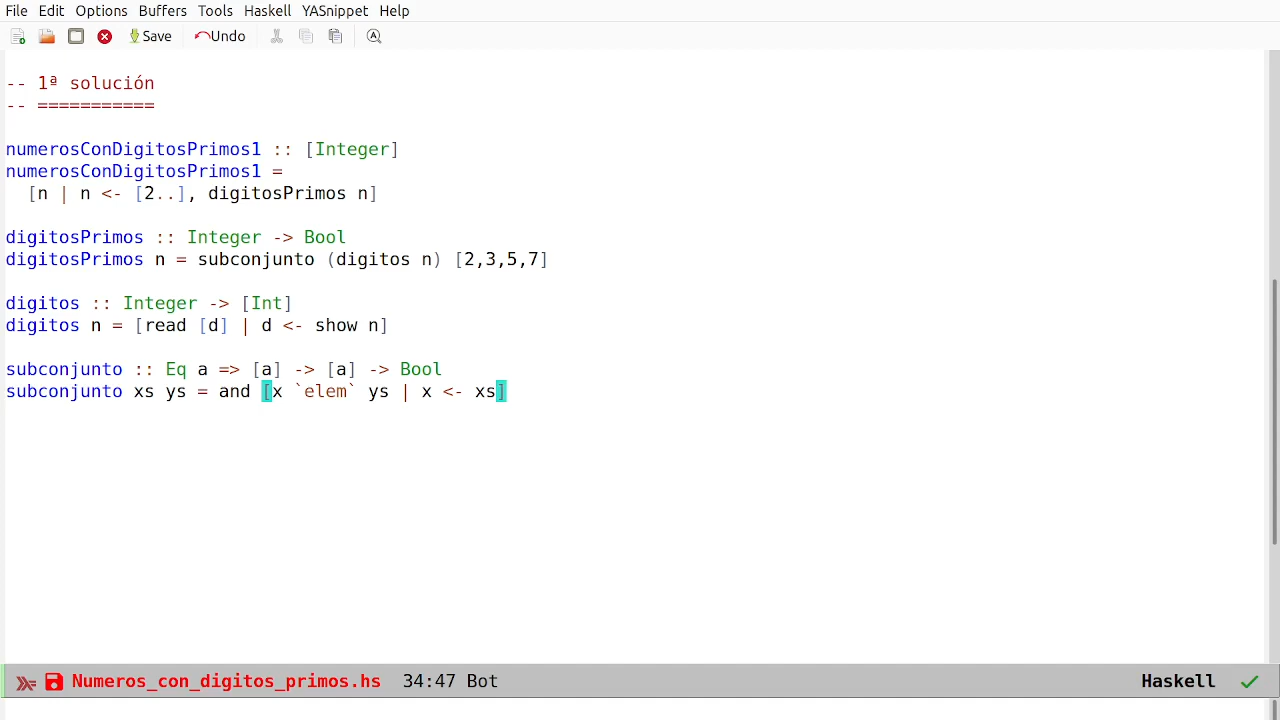 File Edit Options Buffers Tools Haskell YASnippet Help
Save Undo
-- 1ª solución
-- ===========
numerosConDigitosPrimos1 :: [Integer]
numerosConDigitosPrimos1 =
  [n | n <- [2..], digitosPrimos n]
digitosPrimos :: Integer -> Bool
digitosPrimos n = subconjunto (digitos n) [2,3,5,7]
digitos :: Integer -> [Int]
digitos n = [read [d] | d <- show n]
subconjunto :: Eq a => [a] -> [a] -> Bool
subconjunto xs ys = and [x `elem` ys | x <- xs]
Numeros_con_digitos_primos.hs 34:47 Bot Haskell